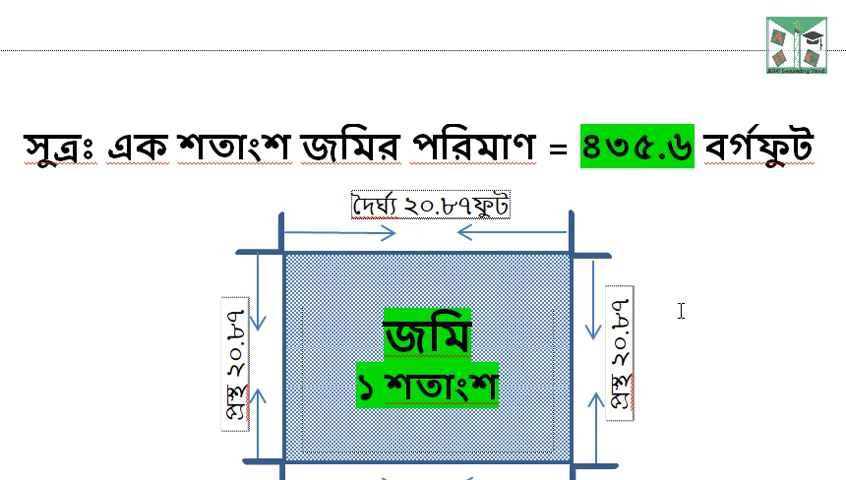 সুত্রঃ এক শতাংশ জমির পরিমাণ = ৪৩৫.৬ বর্গফুট
দৈর্ঘ্য ২০.৮৭ফুট
প্রস্থ ২০.৮৭
জমি
১ শতাংশ
প্রস্থ ২০.৮৭